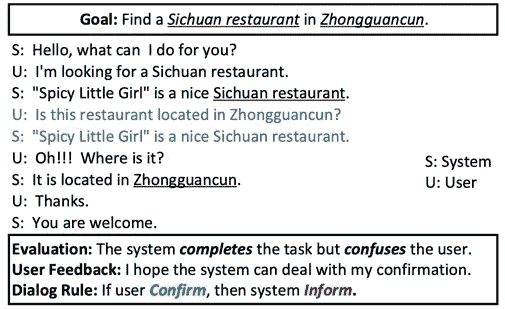 Goal: Find a Sichuan restaurant in Zhongguancun.
S: Hello, what can I do for you?
U: I'm looking for a Sichuan restaurant.
S: "Spicy Little Girl" is a nice Sichuan restaurant.
U: Is this restaurant located in Zhongguancun?
S: "Spicy Little Girl" is a nice Sichuan restaurant.
U: Oh!!! Where is it?
S: It is located in Zhongguancun.
U: Thanks.
S: You are welcome.
S: System
U: User
Evaluation: The system completes the task but confuses the user.
User Feedback: I hope the system can deal with my confirmation.
Dialog Rule: If user Confirm, then system Inform.